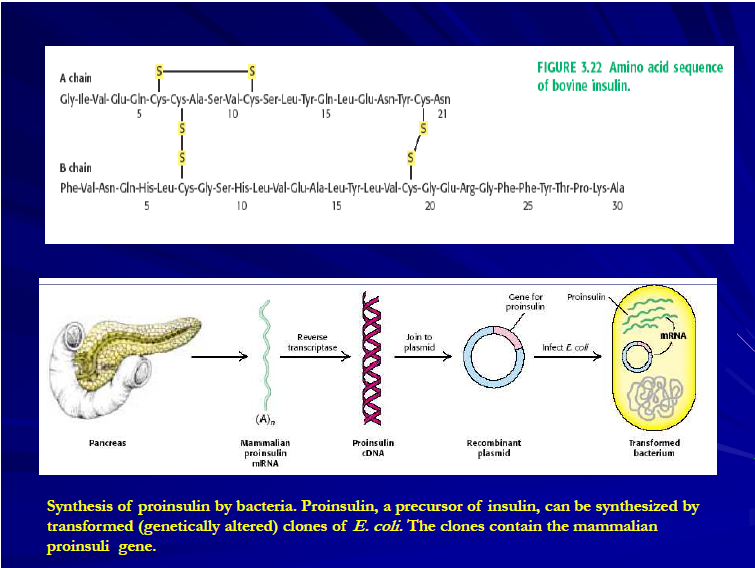 FIGURE 3.22 Amino acid sequence
of bovine insulin.
S S
A chain
Gly-Ile-Val-Glu-Gln-Cys-Cys-Ala-Ser-Val-Cys-Ser-Leu-Tyr-Gln-Leu-Glu-Asn-Tyr-Cys-Asn
5 10 15 21
S S
S S
B chain
Phe-Val-Asn-Gln-His-Leu-Cys-Gly-Ser-His-Leu-Val-Glu-Ala-Leu-Tyr-Leu-Val-Cys-Gly-Glu-Arg-Gly-Phe-Phe-Tyr-Thr-Pro-Lys-Ala
5 10 15 20 25 30
Gene for
proinsulin
Proinsulin
mRNA
Reverse
transcriptase
Join to
plasmid
Infect E. coli
(A)n
Pancreas
Mammalian
proinsulin
mRNA
Proinsulin
cDNA
Recombinant
plasmid
Transformed
bacterium
Synthesis of proinsulin by bacteria. Proinsulin, a precursor of insulin, can be synthesized by
transformed (genetically altered) clones of E. coli. The clones contain the mammalian
proinsuli gene.